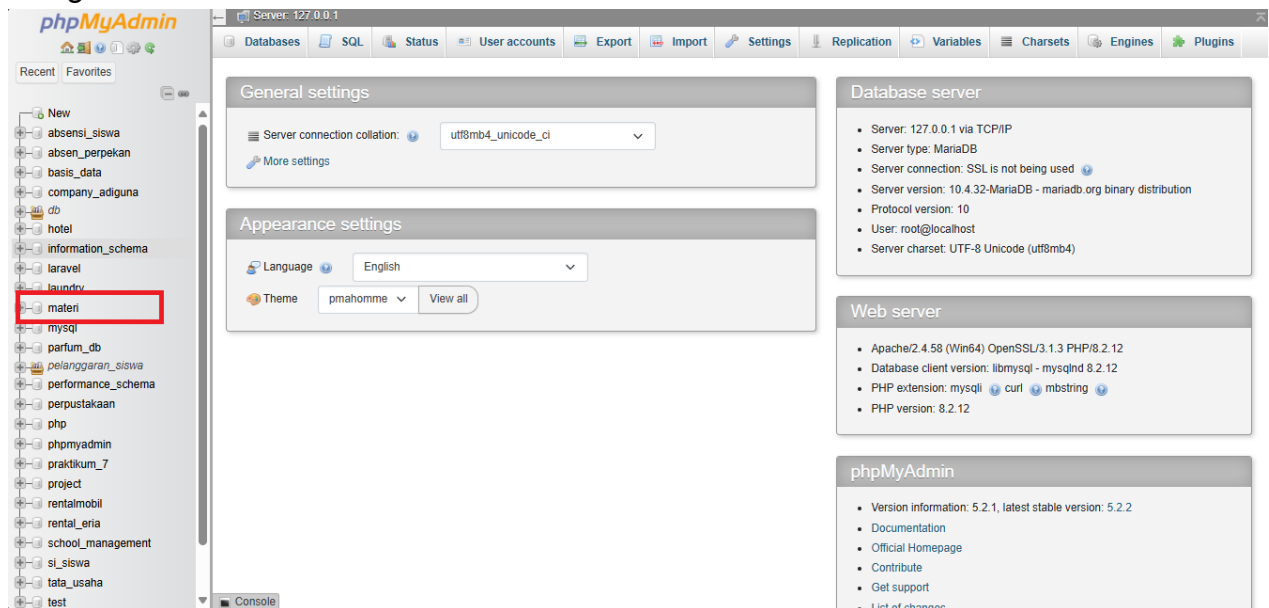 phpMyAdmin
Recent Favorites
New
absensi_siswa
absen_perpekan
basis_data
company_adiguna
db
hotel
information_schema
laravel
laundry
materi
mysql
parfum_db
pelanggaran_siswa
performance_schema
perpustakaan
php
phpmyadmin
praktikum_7
project
rentalmobil
rental_eria
school_management
si_siswa
tata_usaha
test
Server: 127.0.0.1
Databases SQL Status User accounts Export Import Settings Replication Variables Charsets Engines Plugins
General settings
Server connection collation: utf8mb4_unicode_ci
More settings
Appearance settings
Language English
Theme pmahomme View all
Database server
Server: 127.0.0.1 via TCP/IP
Server type: MariaDB
Server connection: SSL is not being used
Server version: 10.4.32-MariaDB - mariadb.org binary distribution
Protocol version: 10
User: root@localhost
Server charset: UTF-8 Unicode (utf8mb4)
Web server
Apache/2.4.58 (Win64) OpenSSL/3.1.3 PHP/8.2.12
Database client version: libmysql - mysqlnd 8.2.12
PHP extension: mysqli curl mbstring
PHP version: 8.2.12
phpMyAdmin
Version information: 5.2.1, latest stable version: 5.2.2
Documentation
Official Homepage
Contribute
Get support
List of changes
Console